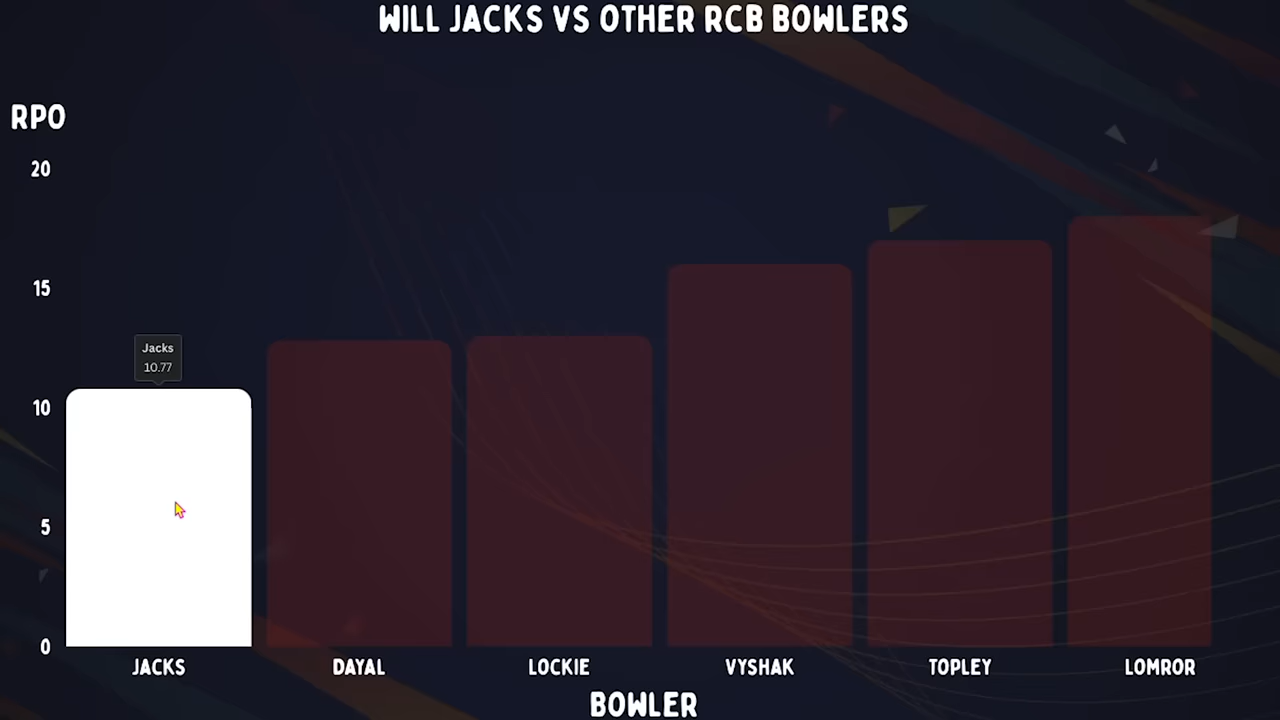 WILL JACKS VS OTHER RCB BOWLERS
RPO
20
15
Jacks
10.77
10
5
0
JACKS DAYAL LOCKIE VYSHAK TOPLEY LOMROR
BOWLER